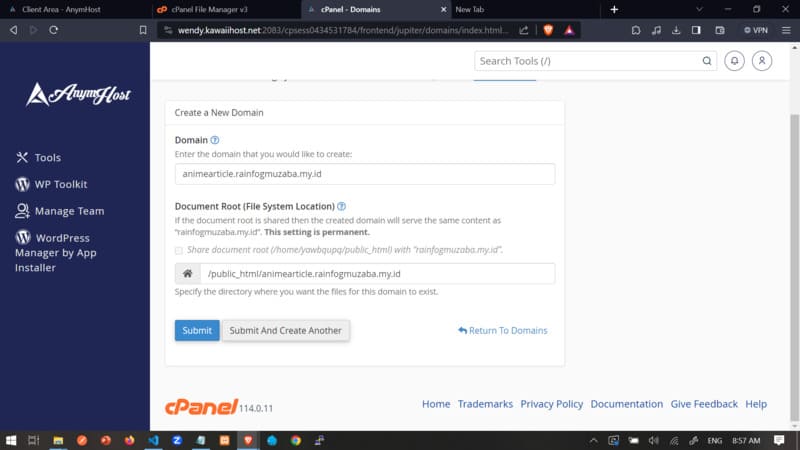 Client Area - AnymHost
cPanel File Manager v3
cPanel - Domains
New Tab
wendy.kawaiihost.net:2083/cpsess0434531784/frontend/jupiter/domains/index.html...
VPN
AnymHost
Search Tools (/)
Tools
WP Toolkit
Manage Team
WordPress
Manager by App
Installer
Create a New Domain
Domain
Enter the domain that you would like to create:
animearticle.rainfogmuzaba.my.id
Document Root (File System Location)
If the document root is shared then the created domain will serve the same content as
“rainfogmuzaba.my.id”. This setting is permanent.
Share document root (/home/yawbqupq/public_html) with “rainfogmuzaba.my.id”.
/public_html/animearticle.rainfogmuzaba.my.id
Specify the directory where you want the files for this domain to exist.
Submit
Submit And Create Another
Return To Domains
cPanel 114.0.11
Home
Trademarks
Privacy Policy
Documentation
Give Feedback
Help
ENG
8:57 AM